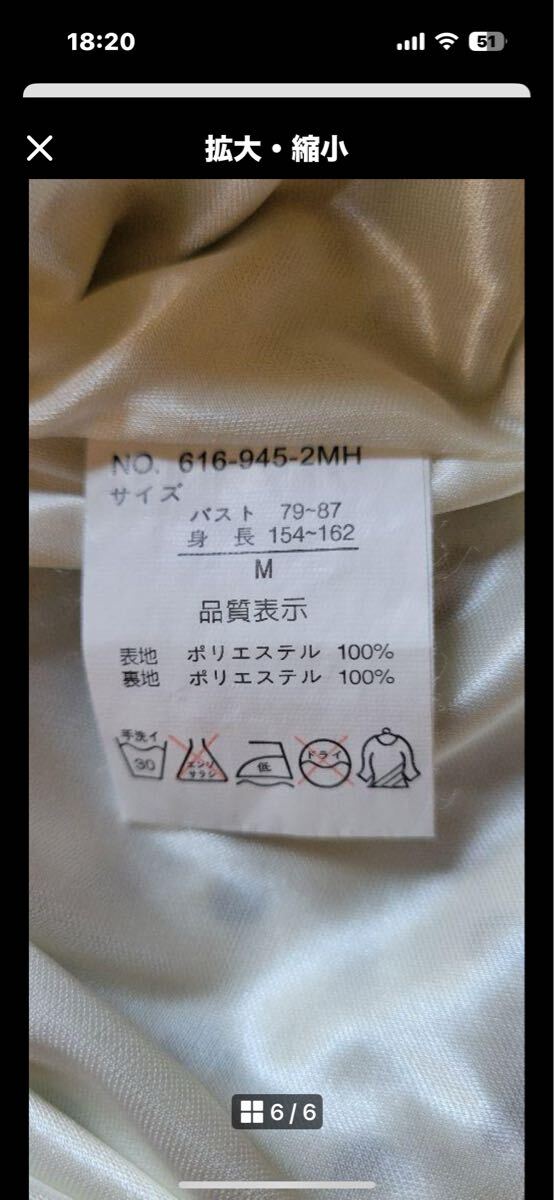 18:20
51
拡大・縮小
NO. 616-945-2MH
サイズ
バスト 79~87
身 長 154~162
M
品質表示
表地 ポリエステル 100%
裏地 ポリエステル 100%
手洗イ
30
エンソ
サラシ
低
ドライ
6/6